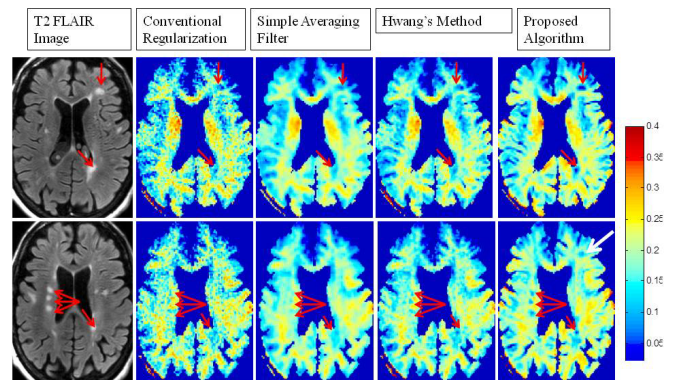 T2 FLAIR
Image
Conventional
Regularization
Simple Averaging
Filter
Hwang's Method
Proposed
Algorithm
0.4
0.35
0.3
0.25
0.2
0.15
0.1
0.05